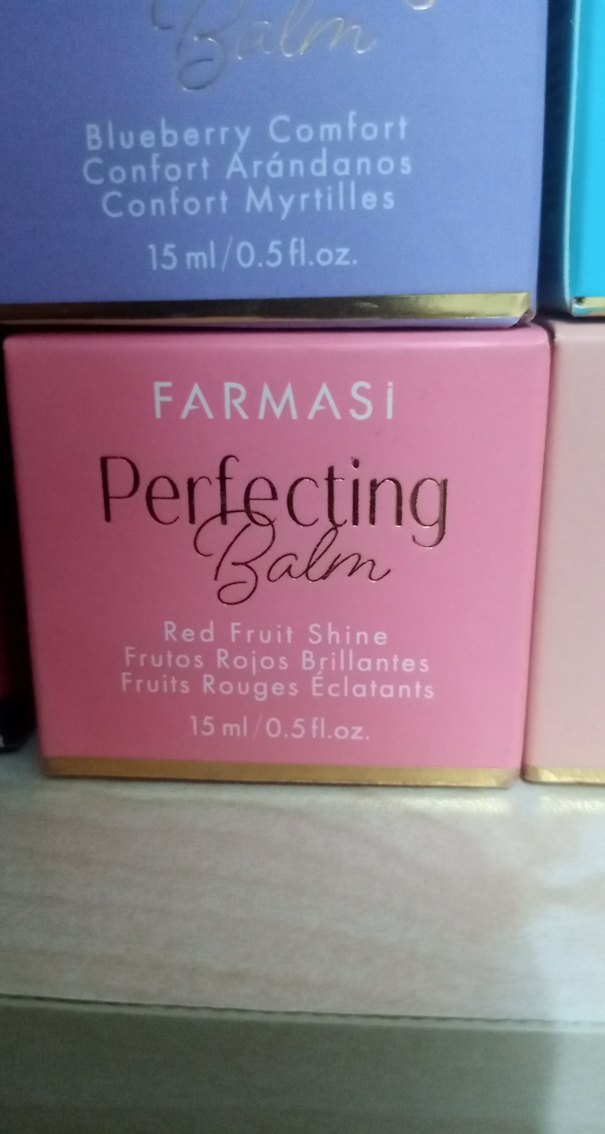 Balm
Blueberry Comfort
Confort Arándanos
Confort Myrtilles
15 ml/0.5 fl.oz.
FARMASi
Perfecting
Balm
Red Fruit Shine
Frutos Rojos Brillantes
Fruits Rouges Éclatants
15 ml/0.5 fl.oz.